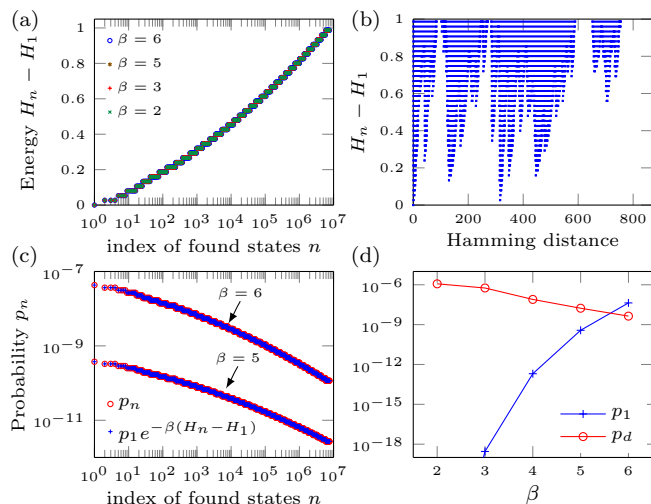 (a)
Energy H_n − H_1
1
0.8
0.6
0.4
0.2
0
β = 6
β = 5
β = 3
β = 2
10^0 10^1 10^2 10^3 10^4 10^5 10^6 10^7
index of found states n
(b)
H_n − H_1
1
0.8
0.6
0.4
0.2
0
0 200 400 600 800
Hamming distance
(c)
Probability p_n
10^−7
10^−9
10^−11
β = 6
β = 5
p_n
p_1e^−β(H_n−H_1)
10^0 10^1 10^2 10^3 10^4 10^5 10^6 10^7
index of found states n
(d)
10^−6
10^−9
10^−12
10^−15
10^−18
p_1
p_d
2 3 4 5 6
β